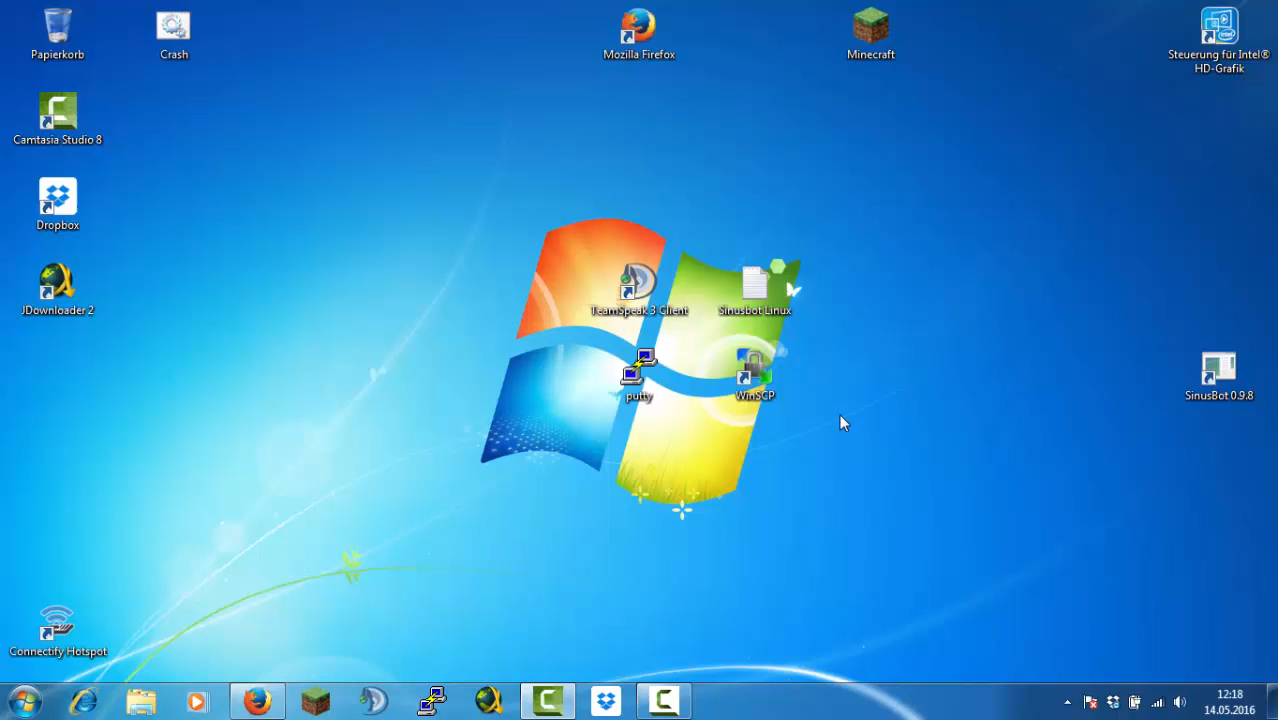 Papierkorb
Crash
Mozilla Firefox
Minecraft
Steuerung für Intel®
HD-Grafik
Camtasia Studio 8
Dropbox
JDownloader 2
TeamSpeak 3 Client
Sinusbot Linux
putty
WinSCP
SinusBot 0.9.8
Connectify Hotspot
12:18
14.05.2016